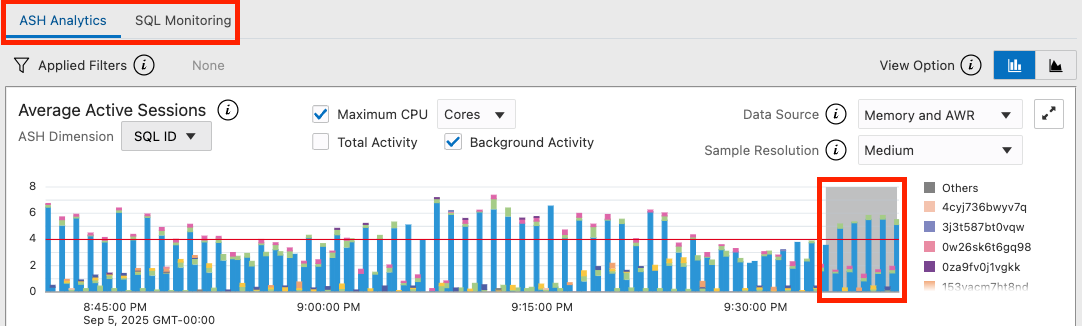 ASH Analytics SQL Monitoring
Applied Filters i None View Option i
Average Active Sessions i
Maximum CPU Cores
Data Source i Memory and AWR
ASH Dimension SQL ID
Total Activity Background Activity
Sample Resolution i Medium
8
6
4
2
0
8:45:00 PM 9:00:00 PM 9:15:00 PM 9:30:00 PM
Sep 5, 2025 GMT-00:00
Others
4cyj736bwyv7q
3j3t587bt0vqw
0w26sk6t6gq98
0za9fv0j1vgkk